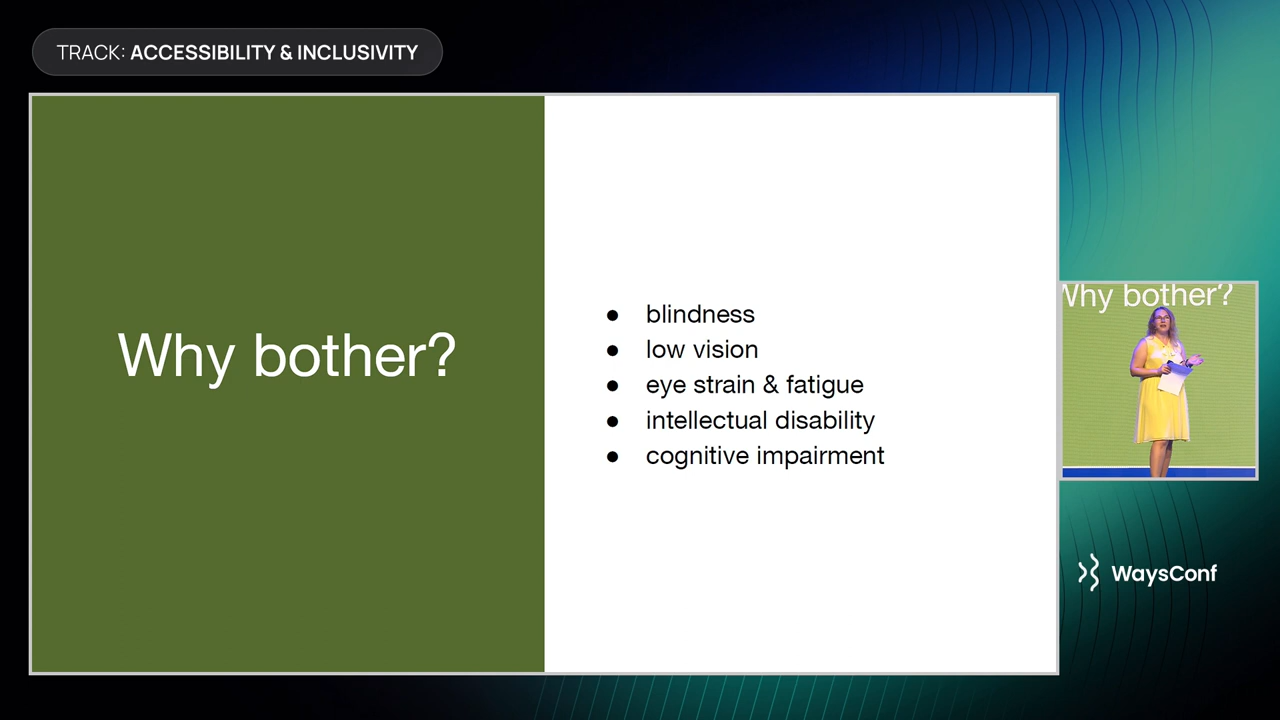 TRACK: ACCESSIBILITY & INCLUSIVITY
Why bother?
● blindness
● low vision
● eye strain & fatigue
● intellectual disability
● cognitive impairment
Why bother?
WaysConf